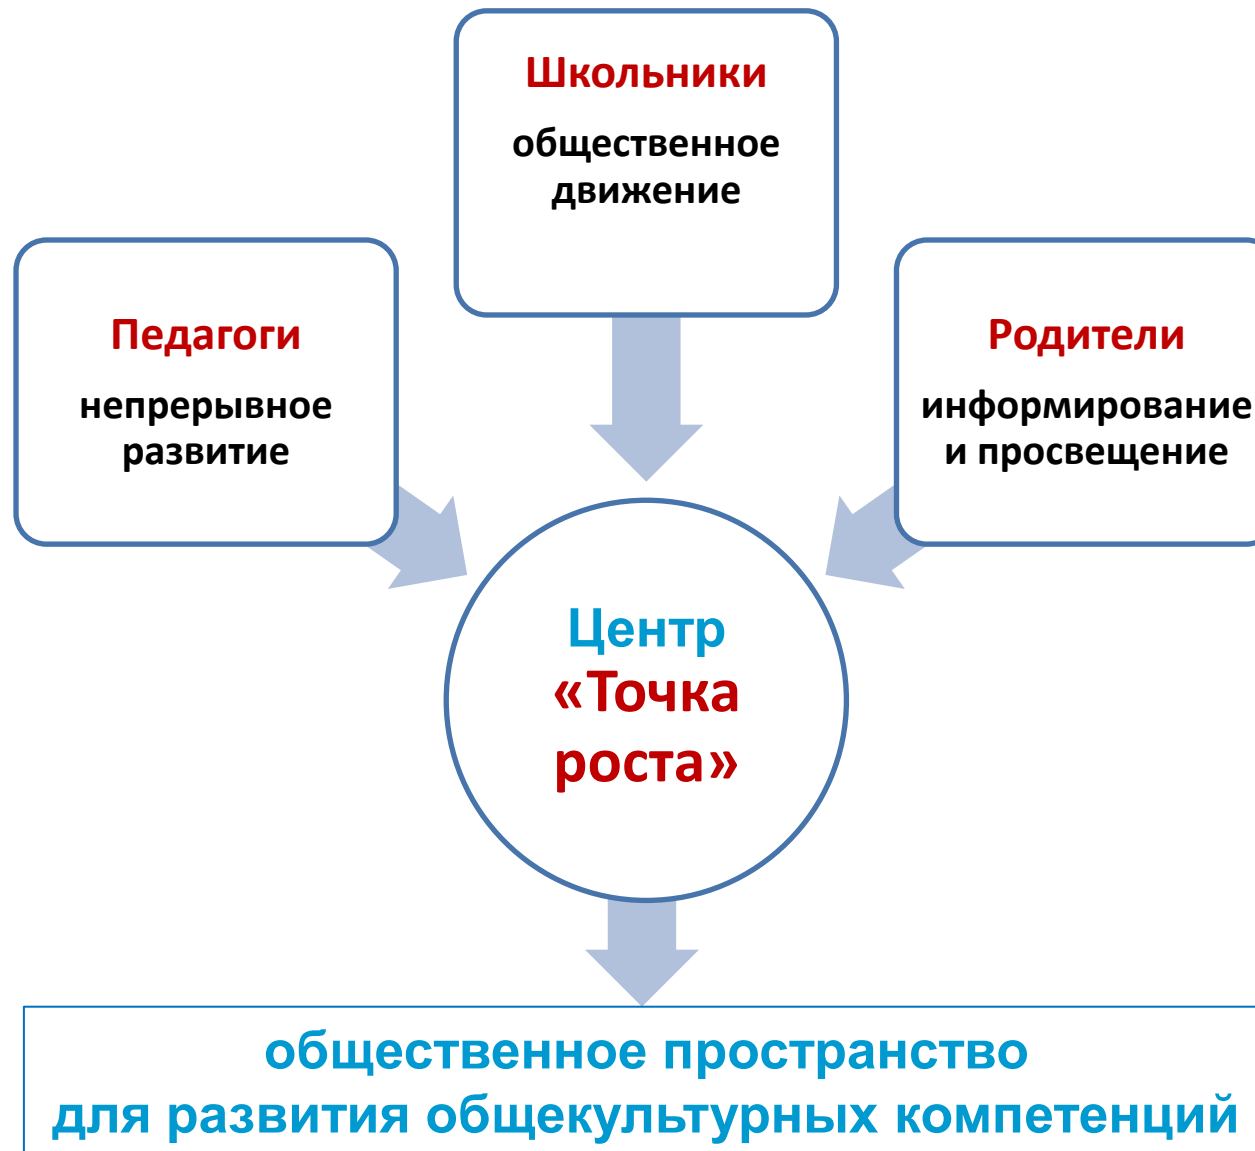 Школьники
общественное
движение
Педагоги
непрерывное
развитие
Родители
информирование
и просвещение
Центр
«Точка
роста»
общественное пространство
для развития общекультурных компетенций